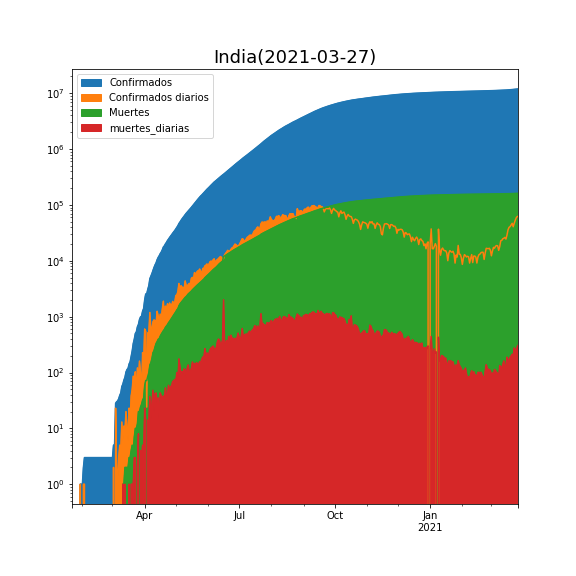 India(2021-03-27)
Confirmados
Confirmados diarios
Muertes
muertes_diarias
10⁷
10⁶
10⁵
10⁴
10³
10²
10¹
10⁰
Apr
Jul
Oct
Jan
2021